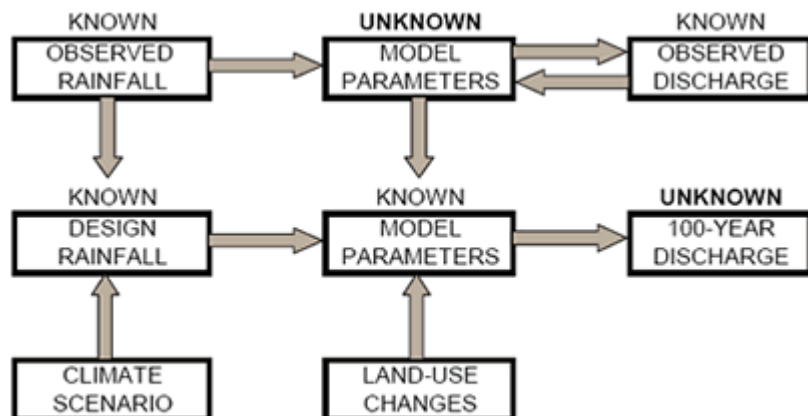 KNOWN
UNKNOWN
KNOWN
OBSERVED
RAINFALL
MODEL
PARAMETERS
OBSERVED
DISCHARGE
KNOWN
KNOWN
UNKNOWN
DESIGN
RAINFALL
MODEL
PARAMETERS
100-YEAR
DISCHARGE
CLIMATE
SCENARIO
LAND-USE
CHANGES